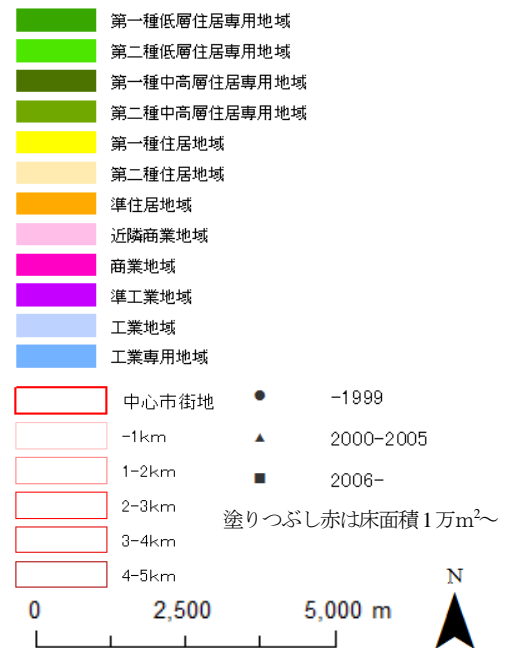 第一種低層住居専用地域
第二種低層住居専用地域
第一種中高層住居専用地域
第二種中高層住居専用地域
第一種住居地域
第二種住居地域
準住居地域
近隣商業地域
商業地域
準工業地域
工業地域
工業専用地域
中心市街地
-1km
1-2km
2-3km
3-4km
4-5km
-1999
2000-2005
2006-
塗りつぶし赤は床面積1万m²~
N
0 2,500 5,000 m